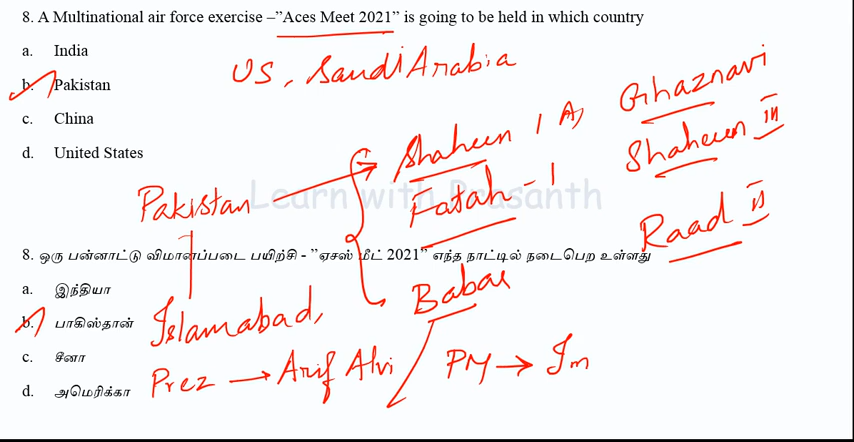 8. A Multinational air force exercise –”Aces Meet 2021” is going to be held in which country
a. India
b. Pakistan
c. China
d. United States
US, Saudi Arabia
Shaheen 1 A,
Ghaznavi
Shaheen III
Pakistan
Fatah - 1
Raad II
Learn with Prasanth
8. ஒரு பன்னாட்டு விமானப்படை பயிற்சி - ”ஏசஸ் மீட் 2021” எந்த நாட்டில் நடைபெற உள்ளது
a. இந்தியா
b. பாகிஸ்தான்
c. சீனா
d. அமெரிக்கா
Islamabad,
Babar
Prez → Arif Alvi
PM → Im